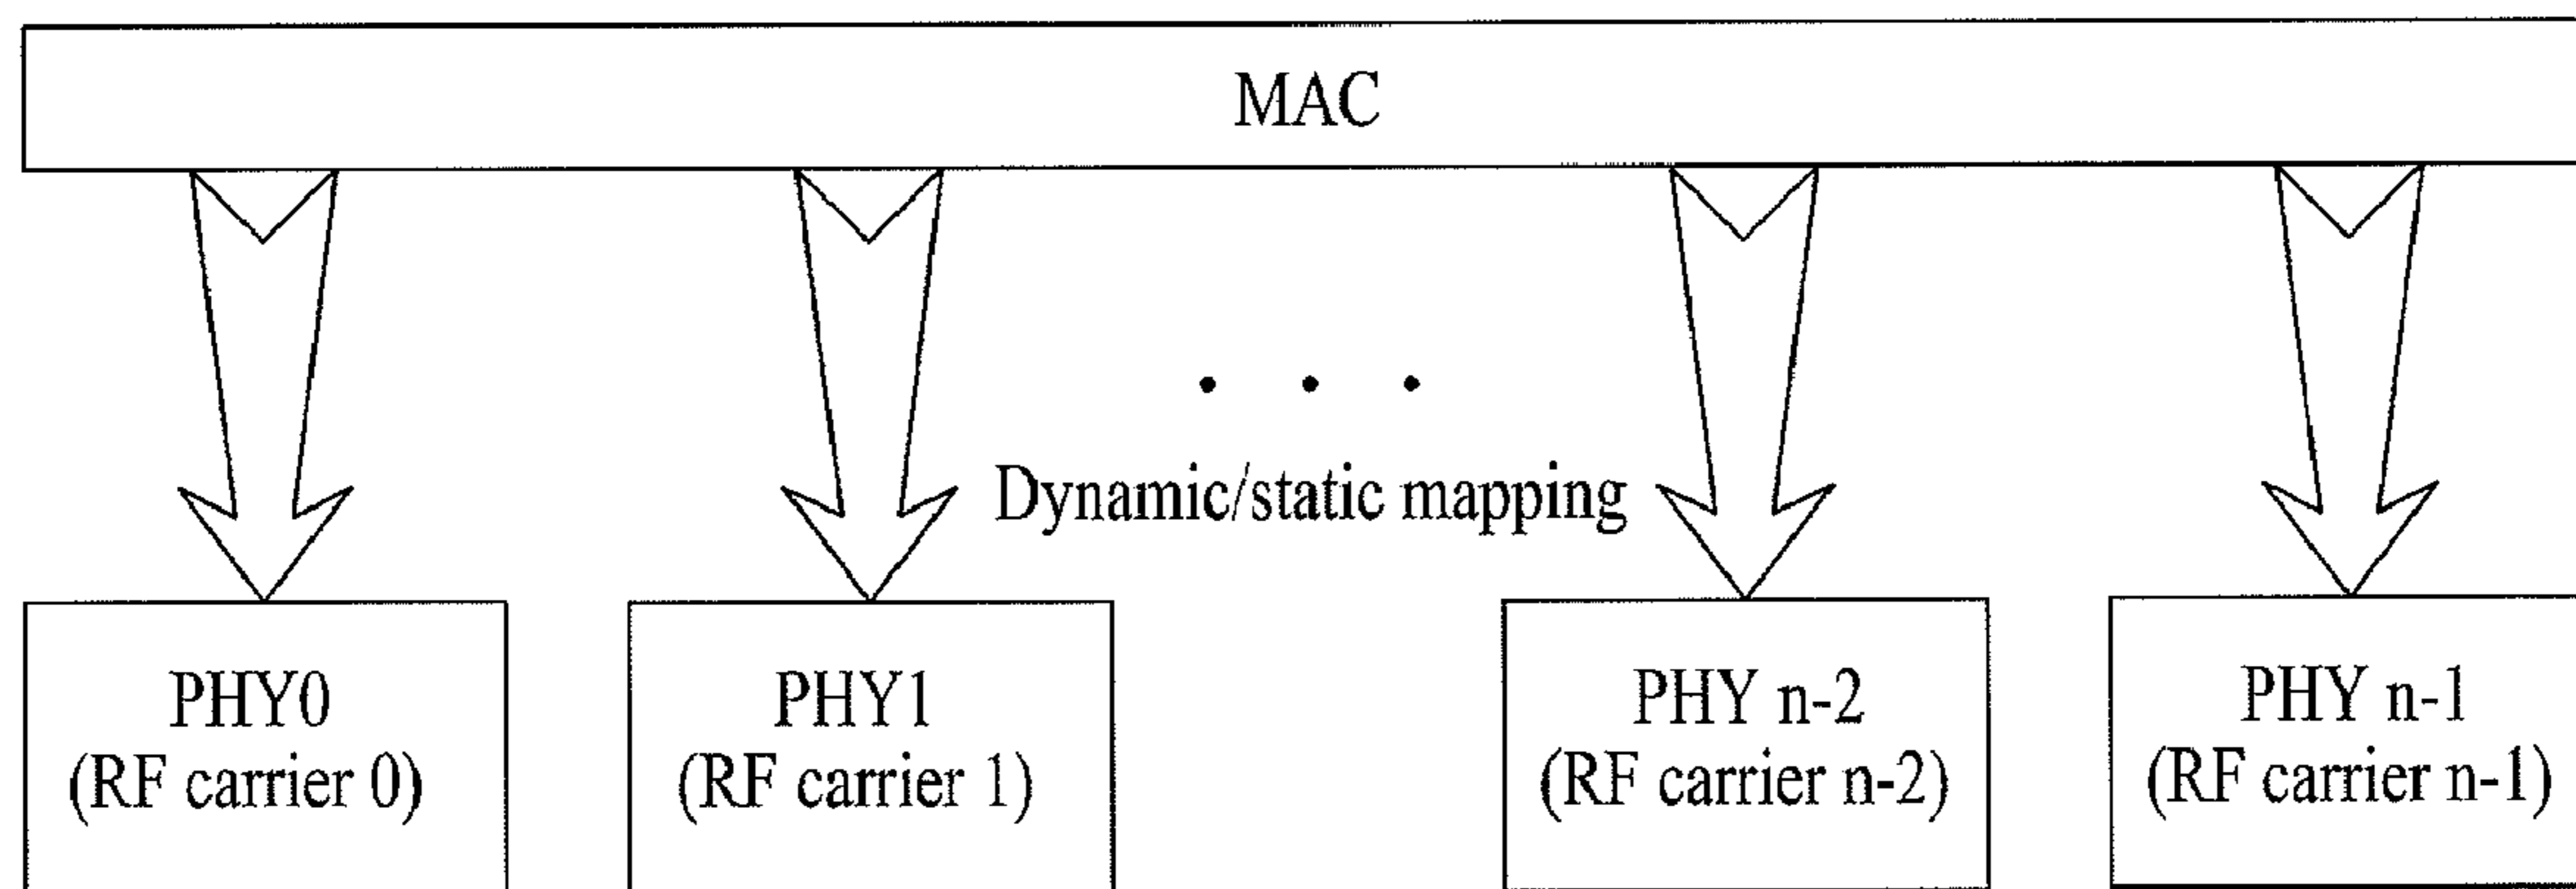 MAC
. . .
Dynamic/static mapping
PHY0
(RF carrier 0)
PHY1
(RF carrier 1)
PHY n-2
(RF carrier n-2)
PHY n-1
(RF carrier n-1)